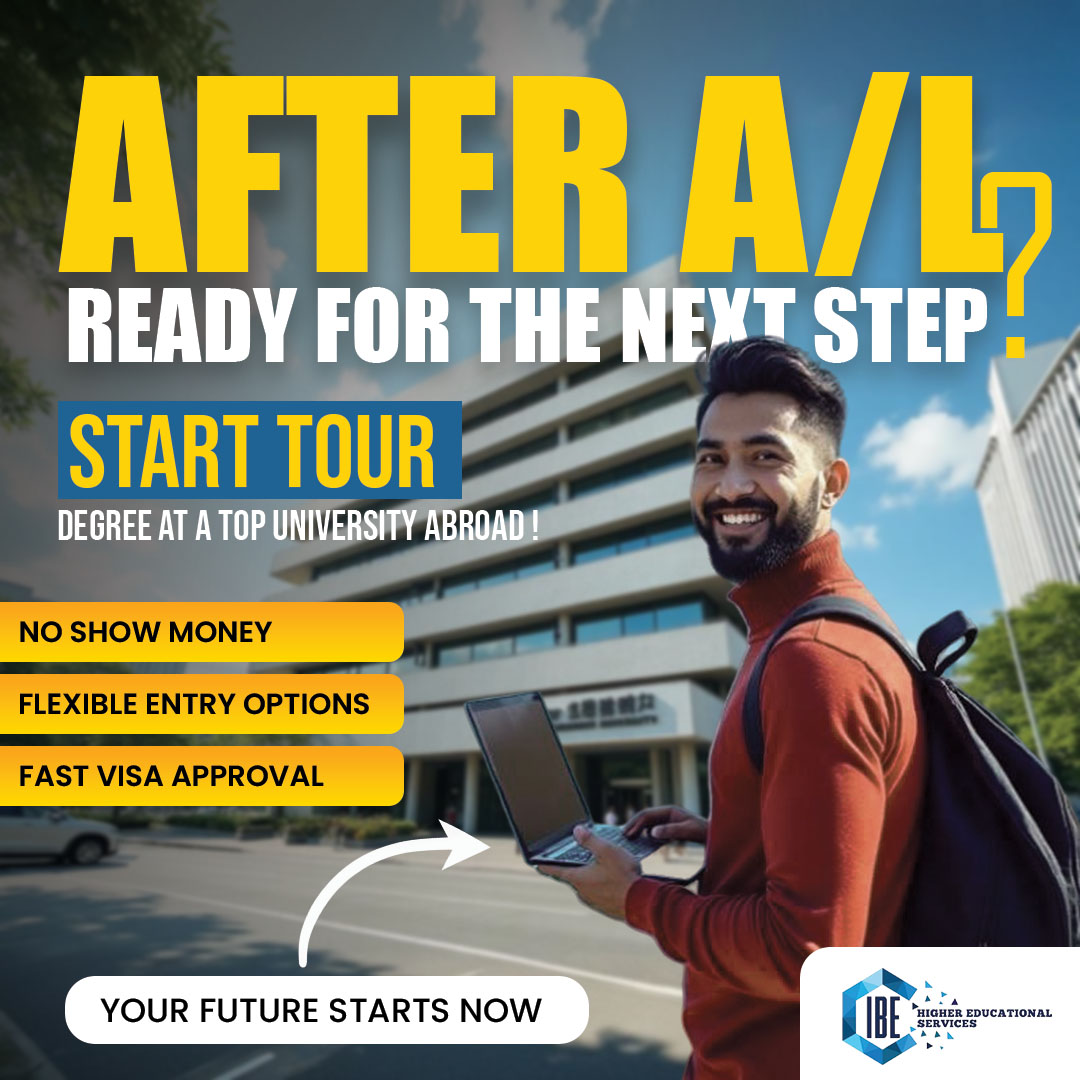 AFTER A/L?
READY FOR THE NEXT STEP
START TOUR
DEGREE AT A TOP UNIVERSITY ABROAD !
NO SHOW MONEY
FLEXIBLE ENTRY OPTIONS
FAST VISA APPROVAL
YOUR FUTURE STARTS NOW
IBE HIGHER EDUCATIONAL
SERVICES